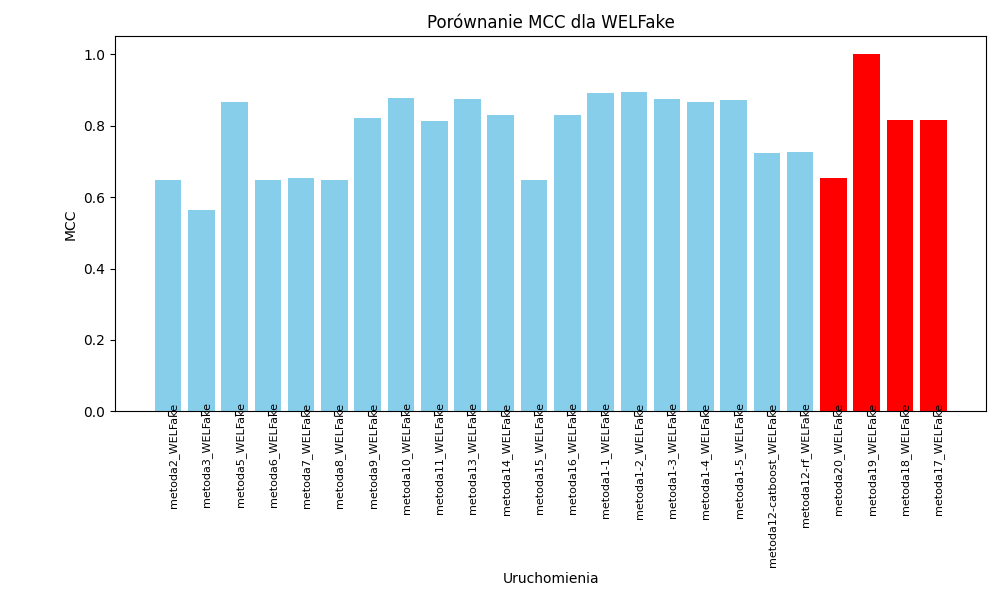 Porównanie MCC dla WELFake
MCC
1.0
0.8
0.6
0.4
0.2
0.0
metoda2_WELFake
metoda3_WELFake
metoda5_WELFake
metoda6_WELFake
metoda7_WELFake
metoda8_WELFake
metoda9_WELFake
metoda10_WELFake
metoda11_WELFake
metoda13_WELFake
metoda14_WELFake
metoda15_WELFake
metoda16_WELFake
metoda1-1_WELFake
metoda1-2_WELFake
metoda1-3_WELFake
metoda1-4_WELFake
metoda1-5_WELFake
metoda12-catboost_WELFake
metoda12-rf_WELFake
metoda20_WELFake
metoda19_WELFake
metoda18_WELFake
metoda17_WELFake
Uruchomienia